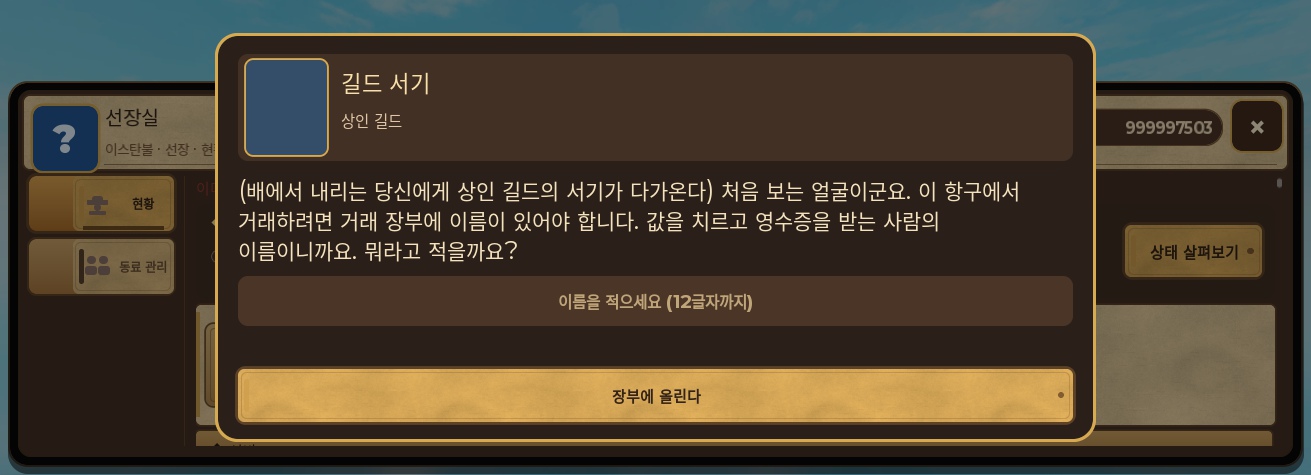 길드 서기
상인 길드
선장실
이스탄불 · 선장 ·
999997503
×
?
현황
동료 관리
(배에서 내리는 당신에게 상인 길드의 서기가 다가온다) 처음 보는 얼굴이군요. 이 항구에서
거래하려면 거래 장부에 이름이 있어야 합니다. 값을 치르고 영수증을 받는 사람의
이름이니까요. 뭐라고 적을까요?
상태 살펴보기
이름을 적으세요 (12글자까지)
장부에 올린다